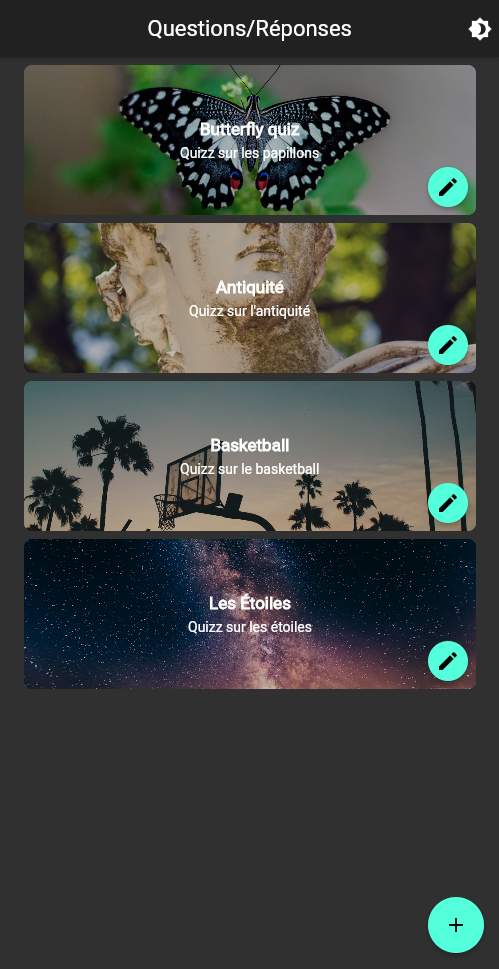 Questions/Réponses
Butterfly quiz
Quizz sur les papillons
Antiquité
Quizz sur l'antiquité
Basketball
Quizz sur le basketball
Les Étoiles
Quizz sur les étoiles